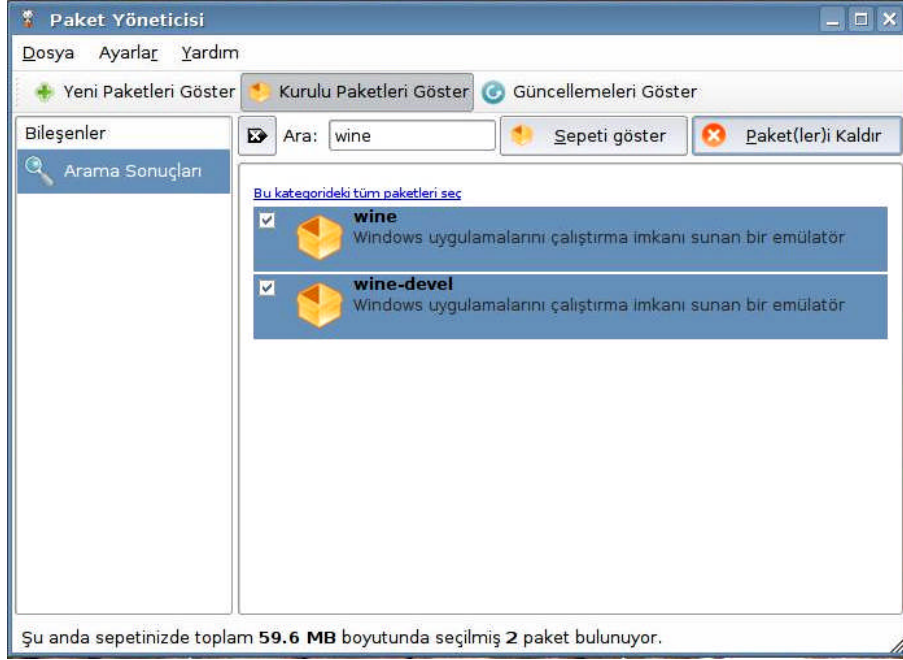 Paket Yöneticisi
Dosya Ayarlar Yardım
Yeni Paketleri Göster Kurulu Paketleri Göster Güncellemeleri Göster
Bileşenler
Ara: wine Sepeti göster Paket(ler)i Kaldır
Arama Sonuçları
Bu kategorideki tüm paketleri seç
wine
Windows uygulamalarını çalıştırma imkanı sunan bir emülatör
wine-devel
Windows uygulamalarını çalıştırma imkanı sunan bir emülatör
Şu anda sepetinizde toplam 59.6 MB boyutunda seçilmiş 2 paket bulunuyor.